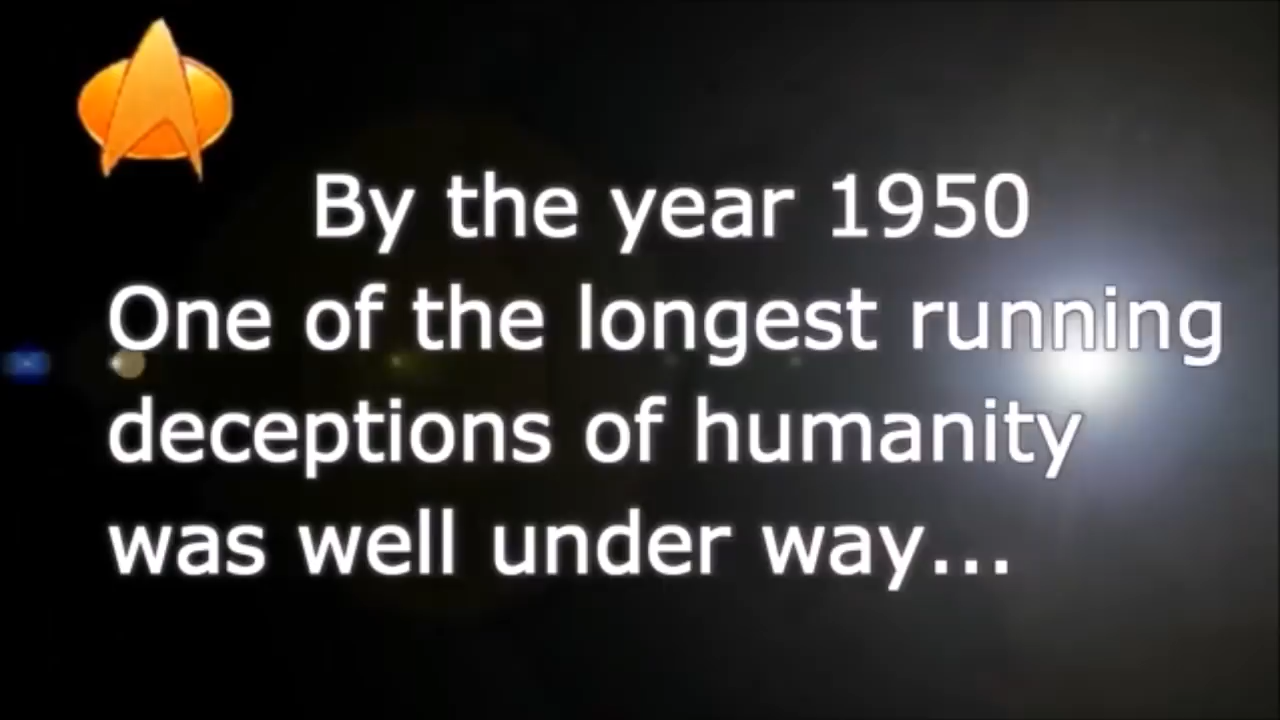 By the year 1950
One of the longest running
deceptions of humanity
was well under way...